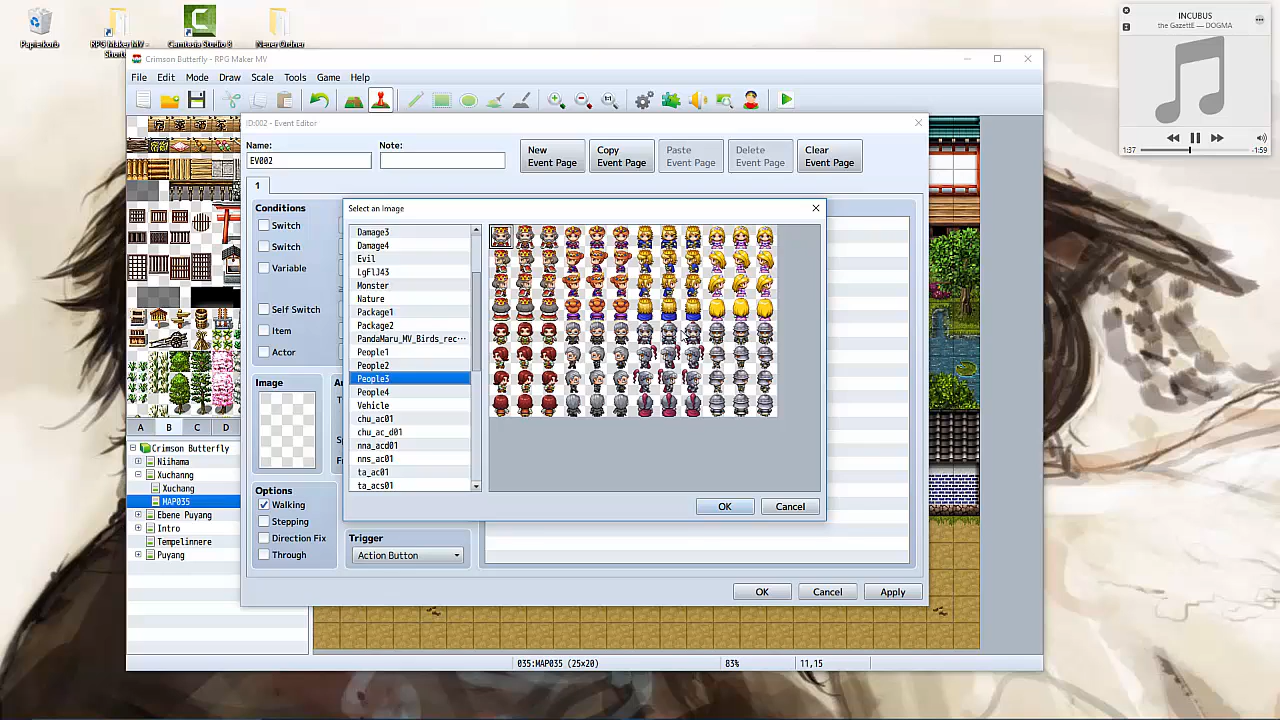 Papierkorb
RPG Maker MV -
Camtasia Studio 8
Neuer Ordner
INCUBUS
the GazettE — DOGMA
1:37
-1:59
Crimson Butterfly - RPG Maker MV
File Edit Mode Draw Scale Tools Game Help
ID:002 - Event Editor
Name:
EV002
Note:
New
Event Page
Copy
Event Page
Paste
Event Page
Delete
Event Page
Clear
Event Page
1
Conditions
Switch
Switch
Variable
Self Switch
Item
Actor
Image
Options
Walking
Stepping
Direction Fix
Through
Trigger
Action Button
OK
Cancel
Apply
Select an Image
Damage3
Damage4
Evil
LgFlJ43
Monster
Nature
Package1
Package2
PandaMaru_MV_Birds_roc...
People1
People2
People3
People4
Vehicle
chu_ac01
chu_ac_d01
nna_acd01
nns_ac01
ta_ac01
ta_acs01
OK
Cancel
A B C D
Crimson Butterfly
Niihama
Xuchanng
Xuchang
MAP035
Ebene Puyang
Intro
Tempelinnere
Puyang
035:MAP035 (25x20)
83%
11,15